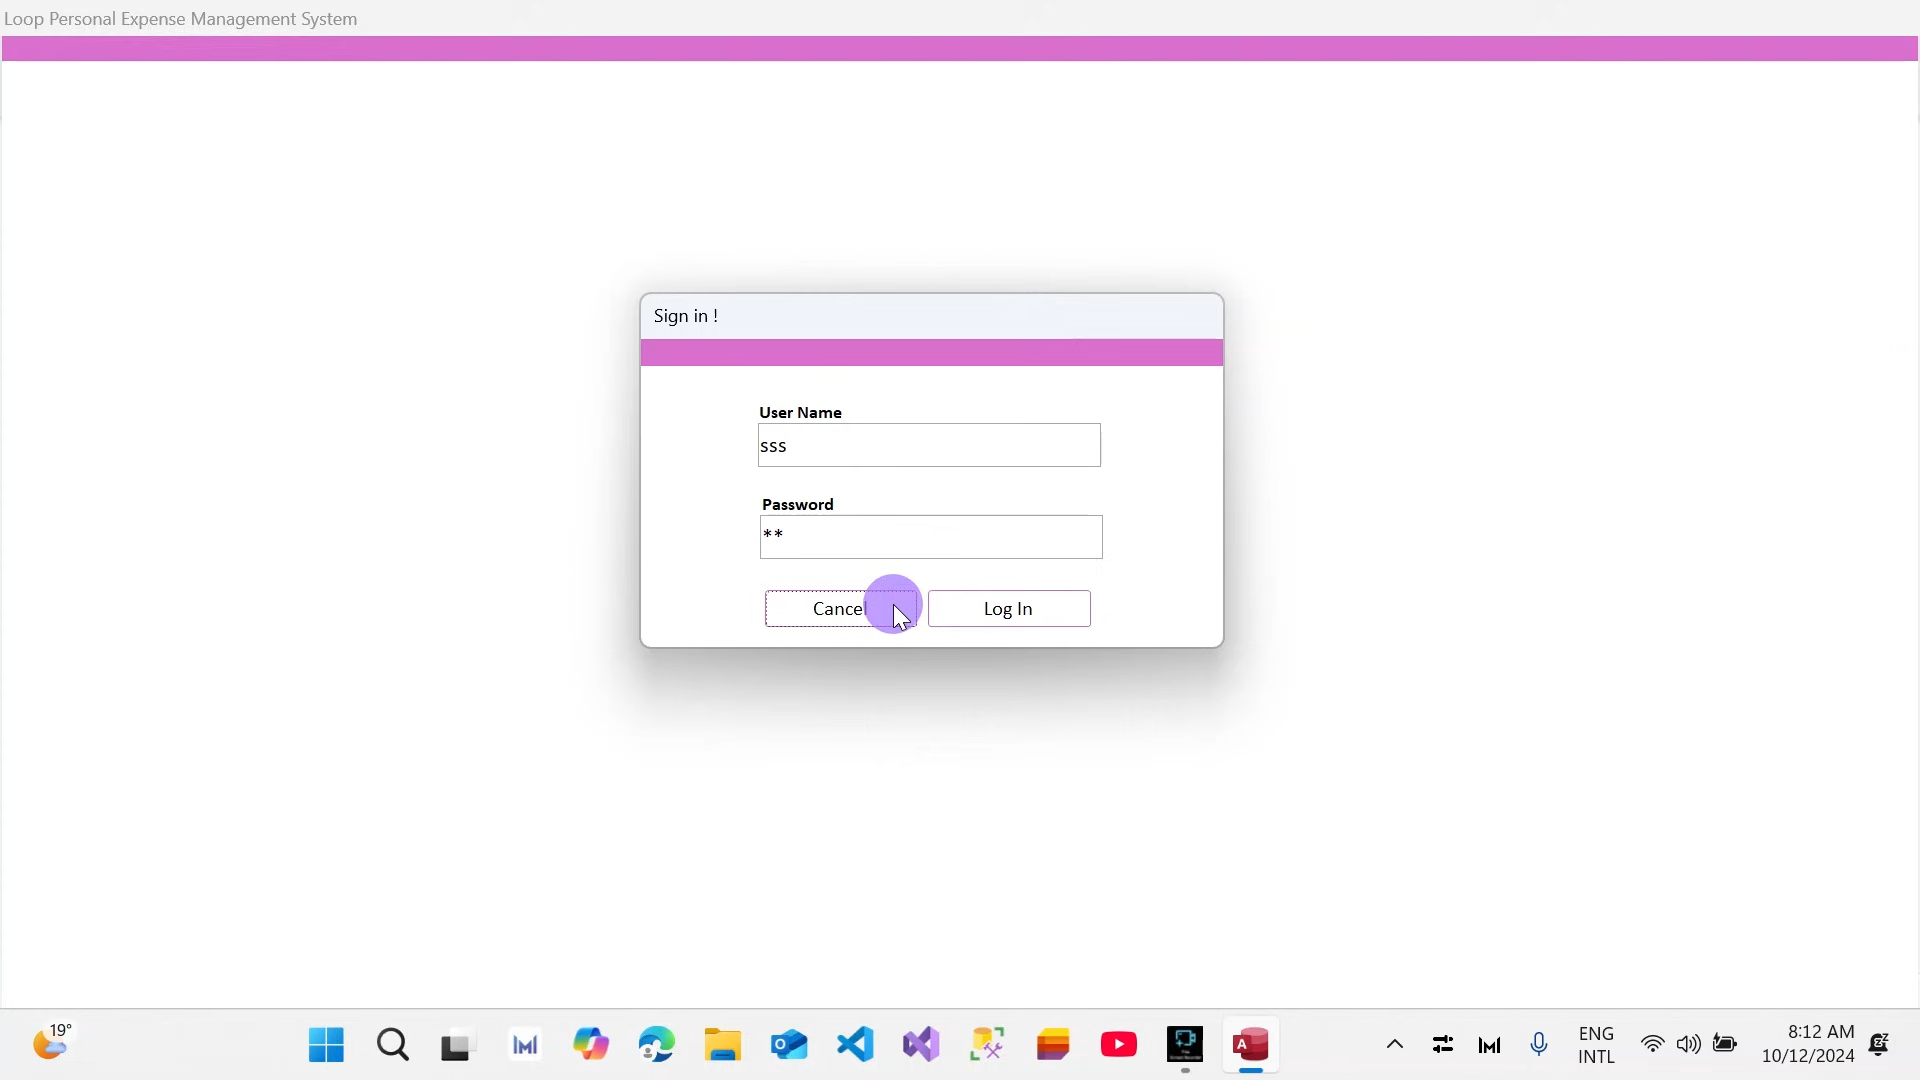 Loop Personal Expense Management System
Sign in !
User Name
sss
Password
**
Cancel
Log In
19°
ENG
INTL
8:12 AM
10/12/2024